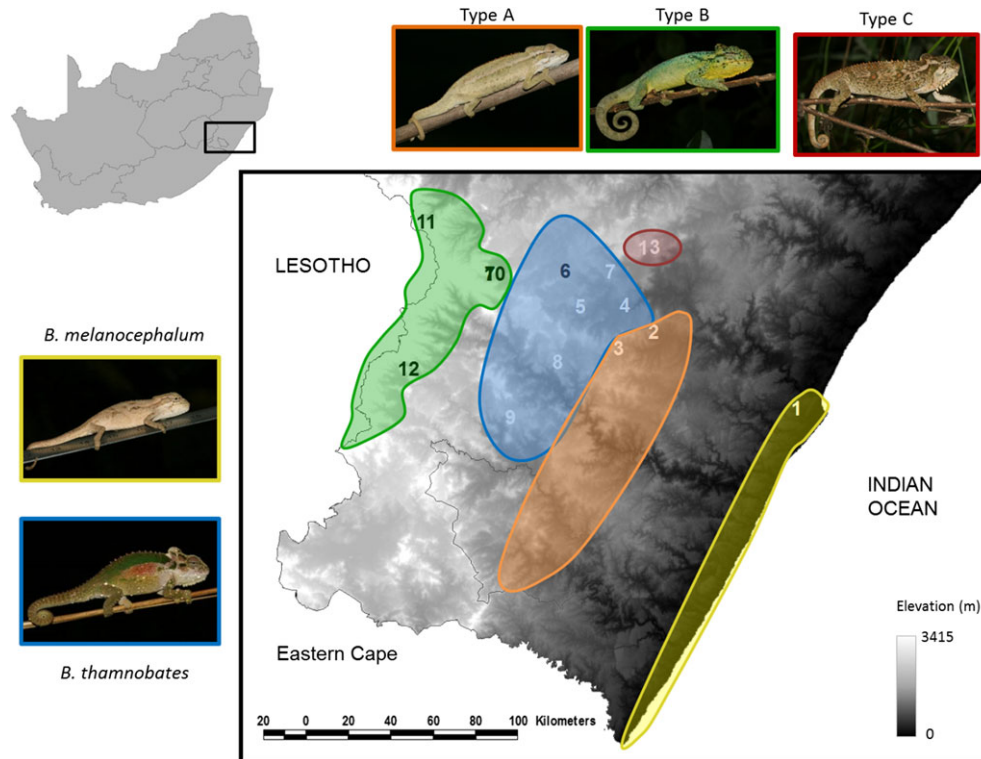 Type A
Type B
Type C
LESOTHO
11
13
10
6
7
5
4
2
3
12
8
9
1
B. melanocephalum
INDIAN
OCEAN
B. thamnobates
Eastern Cape
Elevation (m)
3415
0
20 0 20 40 60 80 100 Kilometers